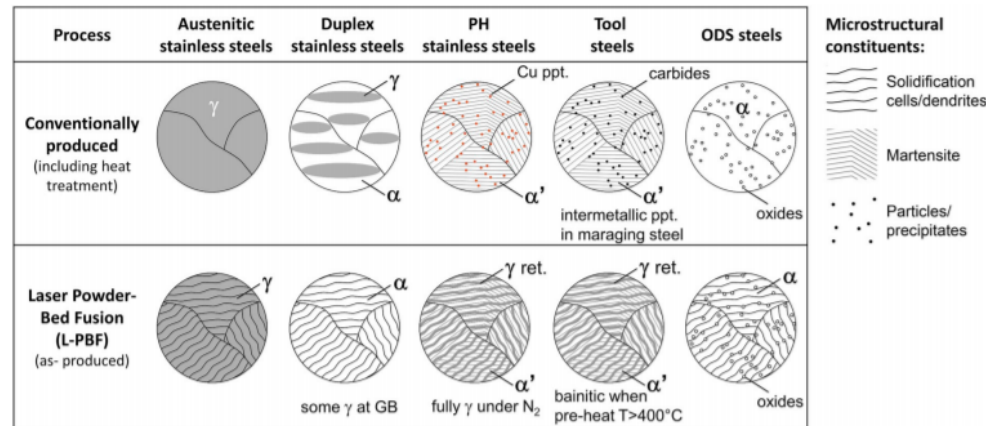 Process
Austenitic
stainless steels
Duplex
stainless steels
PH
stainless steels
Tool
steels
ODS steels
Microstructural
constituents:
Conventionally
produced
(including heat
treatment)
γ
γ
α
Cu ppt.
α’
carbides
α’
intermetallic ppt.
in maraging steel
α
oxides
Solidification
cells/dendrites
Martensite
Particles/
precipitates
Laser Powder-
Bed Fusion
(L-PBF)
(as- produced)
γ
α
some γ at GB
γ ret.
α’
fully γ under N₂
γ ret.
α’
bainitic when
pre-heat T>400°C
α
oxides